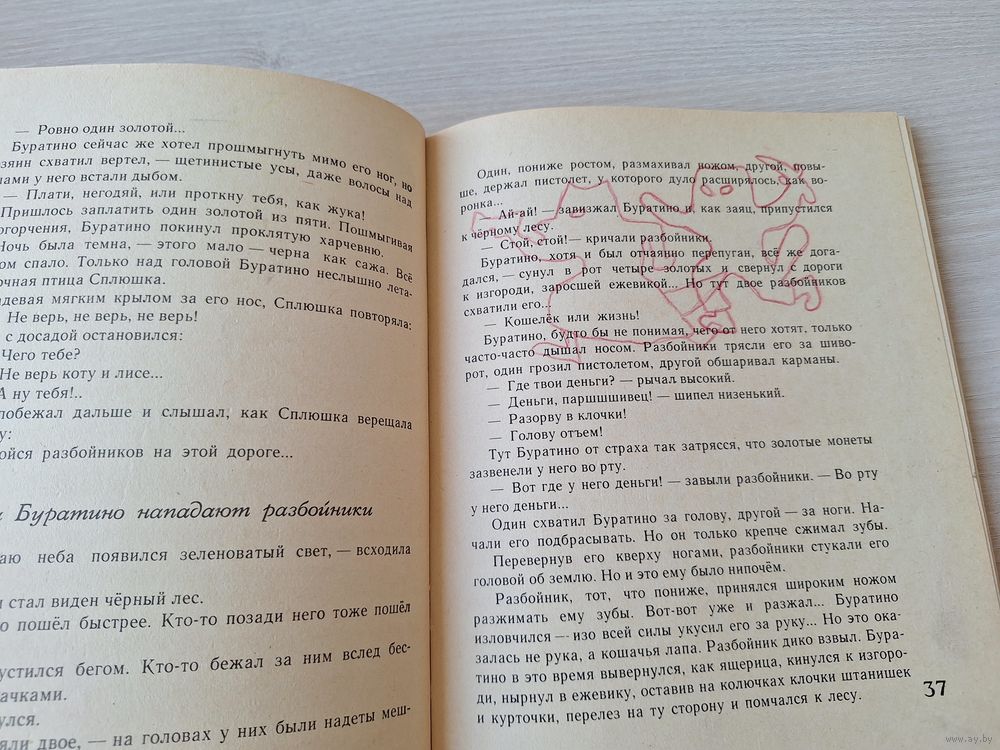 — Ровно один золотой...
Буратино сейчас же хотел прошмыгнуть мимо его ног, но
зяин схватил вертел, — щетинистые усы, даже волосы над
ами у него встали дыбом.
— Плати, негодяй, или проткну тебя, как жука!
Пришлось заплатить один золотой из пяти. Пошмыгивая
огорчения, Буратино покинул проклятую харчевню.
Ночь была темна, — этого мало — черна как сажа. Всё
ом спало. Только над головой Буратино неслышно лета-
очная птица Сплюшка.
адевая мягким крылом за его нос, Сплюшка повторяла:
Не верь, не верь, не верь!
с досадой остановился:
Чего тебе?
Не верь коту и лисе...
А ну тебя!..
побежал дальше и слышал, как Сплюшка верещала
у:
ойся разбойников на этой дороге...
Буратино нападают разбойники
аю неба появился зеленоватый свет, — всходила
и стал виден чёрный лес.
о пошёл быстрее. Кто-то позади него тоже пошёл
устился бегом. Кто-то бежал за ним вслед бес-
ачками.
нулся.
яли двое, — на головах у них были надеты меш-
Один, пониже ростом, размахивал ножом, другой, повы-
ше, держал пистолет, у которого дуло расширялось, как во-
ронка...
— Ай-ай! — завизжал Буратино и, как заяц, припустился
к чёрному лесу.
— Стой, стой! — кричали разбойники.
Буратино, хотя и был отчаянно перепуган, всё же дога-
дался, — сунул в рот четыре золотых и свернул с дороги
к изгороди, заросшей ежевикой... Но тут двое разбойников
схватили его...
— Кошелёк или жизнь!
Буратино, будто бы не понимая, чего от него хотят, только
часто-часто дышал носом. Разбойники трясли его за шиво-
рот, один грозил пистолетом, другой обшаривал карманы.
— Где твои деньги? — рычал высокий.
— Деньги, паршшшивец! — шипел низенький.
— Разорву в клочки!
— Голову отъем!
Тут Буратино от страха так затрясся, что золотые монеты
зазвенели у него во рту.
— Вот где у него деньги! — завыли разбойники. — Во рту
у него деньги...
Один схватил Буратино за голову, другой — за ноги. На-
чали его подбрасывать. Но он только крепче сжимал зубы.
Перевернув его кверху ногами, разбойники стукали его
головой об землю. Но и это ему было нипочём.
Разбойник, тот, что пониже, принялся широким ножом
разжимать ему зубы. Вот-вот уже и разжал... Буратино
изловчился — изо всей силы укусил его за руку... Но это ока-
залась не рука, а кошачья лапа. Разбойник дико взвыл. Бура-
тино в это время вывернулся, как ящерица, кинулся к изгоро-
ди, нырнул в ежевику, оставив на колючках клочки штанишек
и курточки, перелез на ту сторону и помчался к лесу.
37
www.ay.by